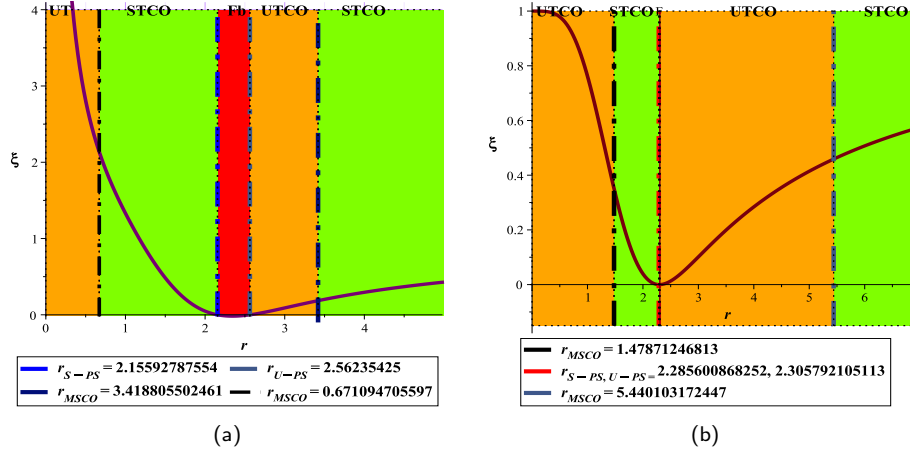 UT STCO Fb UTCO STCO
4
3
ξ 2
1
0
0 1 2 3 4
r
r_{S-PS}=2.15592787554 r_{U-PS}=2.56235425
r_{MSCO}=3.418805502461 r_{MSCO}=0.671094705597
(a)
UTCO STCO F UTCO STCO
1
0.8
0.6
ξ
0.4
0.2
0
1 2 3 4 5 6
r
r_{MSCO}=1.47871246813
r_{S-PS, U-PS}=2.285600868252, 2.305792105113
r_{MSCO}=5.440103172447
(b)